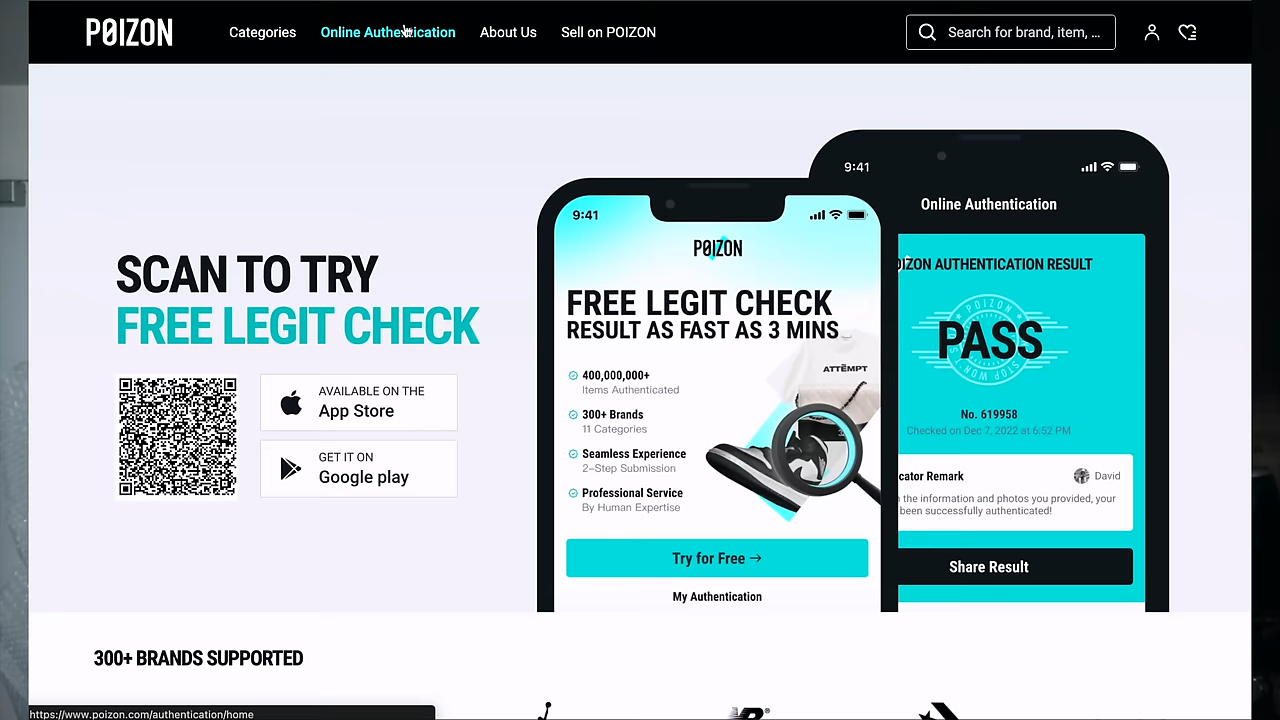 POIZON
Categories
Online Authentication
About Us
Sell on POIZON
Search for brand, item, ...
SCAN TO TRY
FREE LEGIT CHECK
AVAILABLE ON THE
App Store
GET IT ON
Google play
9:41
POIZON
FREE LEGIT CHECK
RESULT AS FAST AS 3 MINS
400,000,000+
Items Authenticated
300+ Brands
11 Categories
Seamless Experience
2-Step Submission
Professional Service
By Human Expertise
ATTĒMPT
Try for Free →
My Authentication
9:41
Online Authentication
OIZON AUTHENTICATION RESULT
POIZON
PASS
STOP WON'T
No. 619958
Checked on Dec 7, 2022 at 6:52 PM
cator Remark
David
the information and photos you provided, your
been successfully authenticated!
Share Result
300+ BRANDS SUPPORTED
https://www.poizon.com/authentication/home